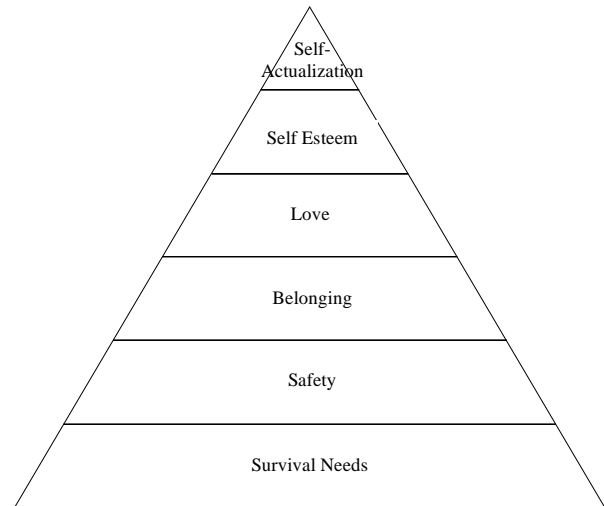 Self-
Actualization
Self Esteem
Love
Belonging
Safety
Survival Needs